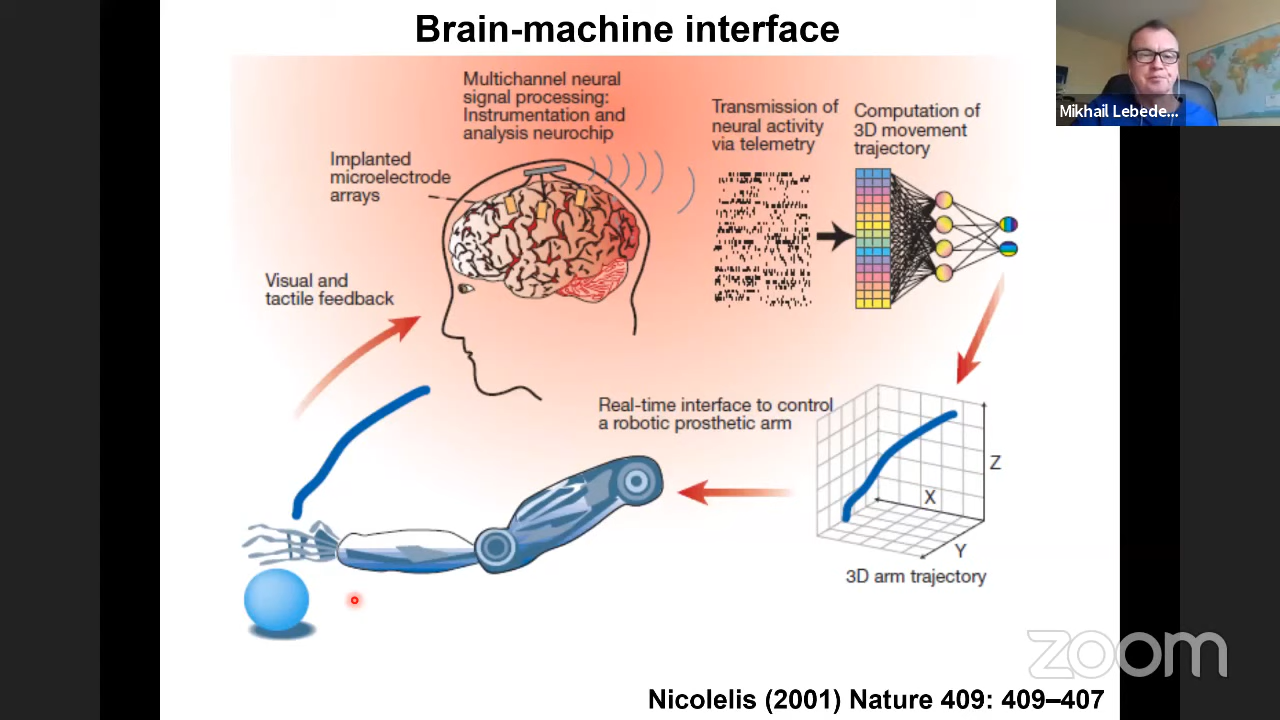 Brain-machine interface
Mikhail Lebede...
Multichannel neural
signal processing:
Instrumentation and
analysis neurochip
Transmission of
neural activity
via telemetry
Computation of
3D movement
trajectory
Implanted
microelectrode
arrays
Visual and
tactile feedback
Real-time interface to control
a robotic prosthetic arm
Z
X
Y
3D arm trajectory
zoom
Nicolelis (2001) Nature 409: 409–407